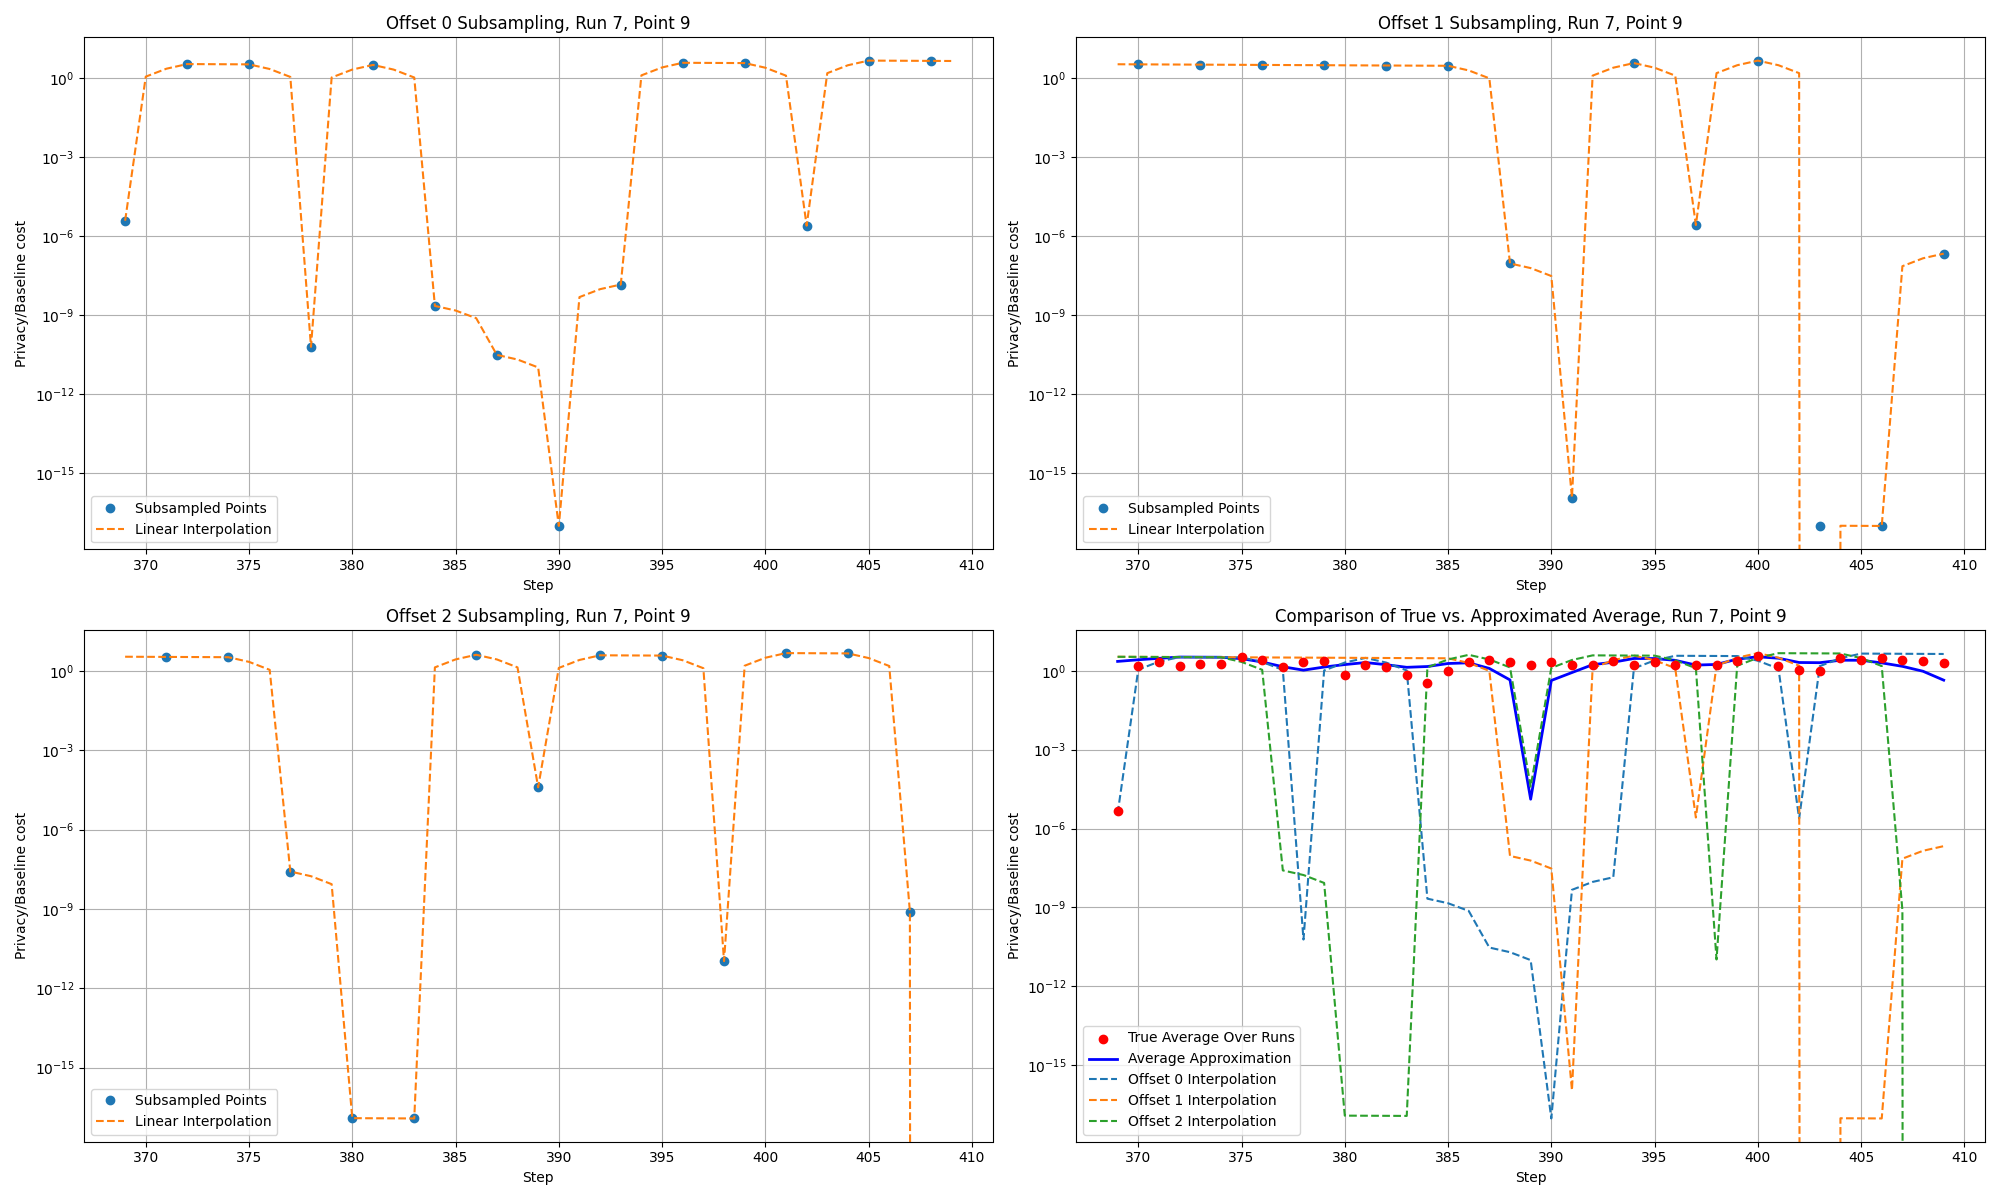 Offset 0 Subsampling, Run 7, Point 9
Privacy/Baseline cost
10^0
10^-3
10^-6
10^-9
10^-12
10^-15
Subsampled Points
Linear Interpolation
370 375 380 385 390 395 400 405 410
Step
Offset 1 Subsampling, Run 7, Point 9
Privacy/Baseline cost
10^0
10^-3
10^-6
10^-9
10^-12
10^-15
Subsampled Points
Linear Interpolation
370 375 380 385 390 395 400 405 410
Step
Offset 2 Subsampling, Run 7, Point 9
Privacy/Baseline cost
10^0
10^-3
10^-6
10^-9
10^-12
10^-15
Subsampled Points
Linear Interpolation
370 375 380 385 390 395 400 405 410
Step
Comparison of True vs. Approximated Average, Run 7, Point 9
Privacy/Baseline cost
10^0
10^-3
10^-6
10^-9
10^-12
10^-15
True Average Over Runs
Average Approximation
Offset 0 Interpolation
Offset 1 Interpolation
Offset 2 Interpolation
370 375 380 385 390 395 400 405 410
Step